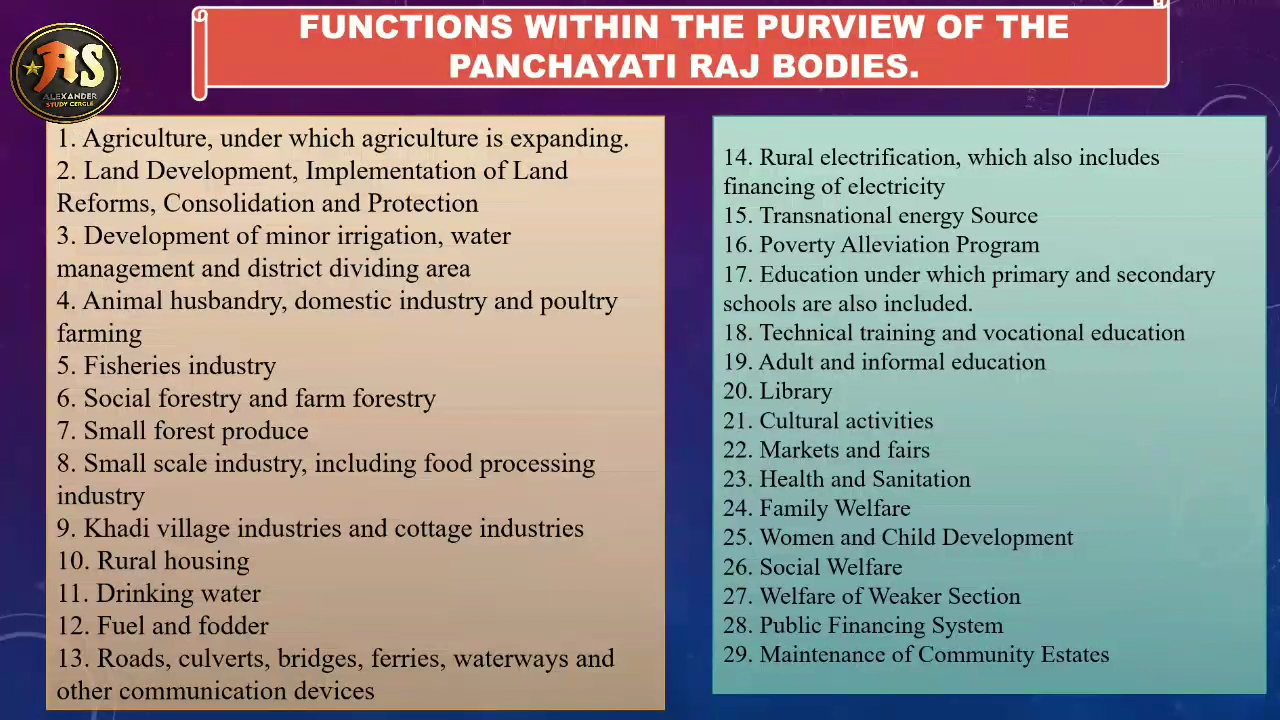 FUNCTIONS WITHIN THE PURVIEW OF THE
PANCHAYATI RAJ BODIES.
AS
ALEXANDER
STUDY CERCLE
1. Agriculture, under which agriculture is expanding.
2. Land Development, Implementation of Land
Reforms, Consolidation and Protection
3. Development of minor irrigation, water
management and district dividing area
4. Animal husbandry, domestic industry and poultry
farming
5. Fisheries industry
6. Social forestry and farm forestry
7. Small forest produce
8. Small scale industry, including food processing
industry
9. Khadi village industries and cottage industries
10. Rural housing
11. Drinking water
12. Fuel and fodder
13. Roads, culverts, bridges, ferries, waterways and
other communication devices
14. Rural electrification, which also includes
financing of electricity
15. Transnational energy Source
16. Poverty Alleviation Program
17. Education under which primary and secondary
schools are also included.
18. Technical training and vocational education
19. Adult and informal education
20. Library
21. Cultural activities
22. Markets and fairs
23. Health and Sanitation
24. Family Welfare
25. Women and Child Development
26. Social Welfare
27. Welfare of Weaker Section
28. Public Financing System
29. Maintenance of Community Estates